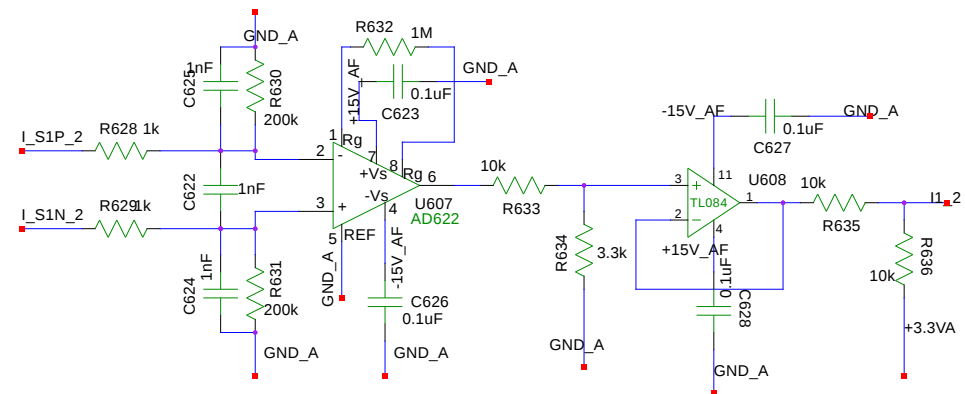 GND_A
R632
1M
1nF
C625
R630
200k
+15V_AF
C623
0.1uF
GND_A
I_S1P_2
R628 1k
1 Rg
2 -
7
+Vs
8 Rg
6
C622
1nF
-Vs
4
U607
AD622
I_S1N_2
R629 1k
3 +
5 REF
1nF
C624
R631
200k
GND_A
GND_A
-15V_AF
C626
0.1uF
GND_A
10k
R633
R634
3.3k
GND_A
-15V_AF
C627
0.1uF
GND_A
11
U608
3 +
TL084
2 −
1
4
+15V_AF
0.1uF
C628
GND_A
10k
R635
I1_2
R636
10k
+3.3VA